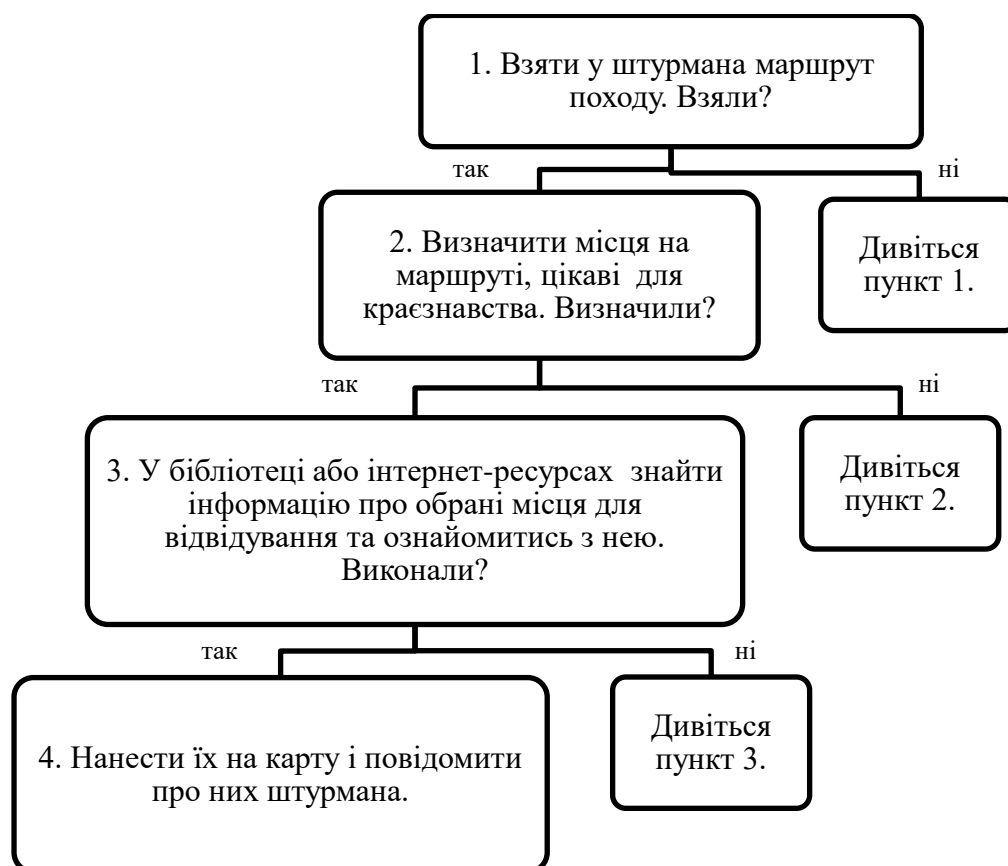 1. Взяти у штурмана маршрут
походу. Взяли?
так
ні
2. Визначити місця на
маршруті, цікаві для
краєзнавства. Визначили?
Дивіться
пункт 1.
так
ні
3. У бібліотеці або інтернет-ресурсах знайти
інформацію про обрані місця для
відвідування та ознайомитись з нею.
Виконали?
Дивіться
пункт 2.
так
ні
4. Нанести їх на карту і повідомити
про них штурмана.
Дивіться
пункт 3.